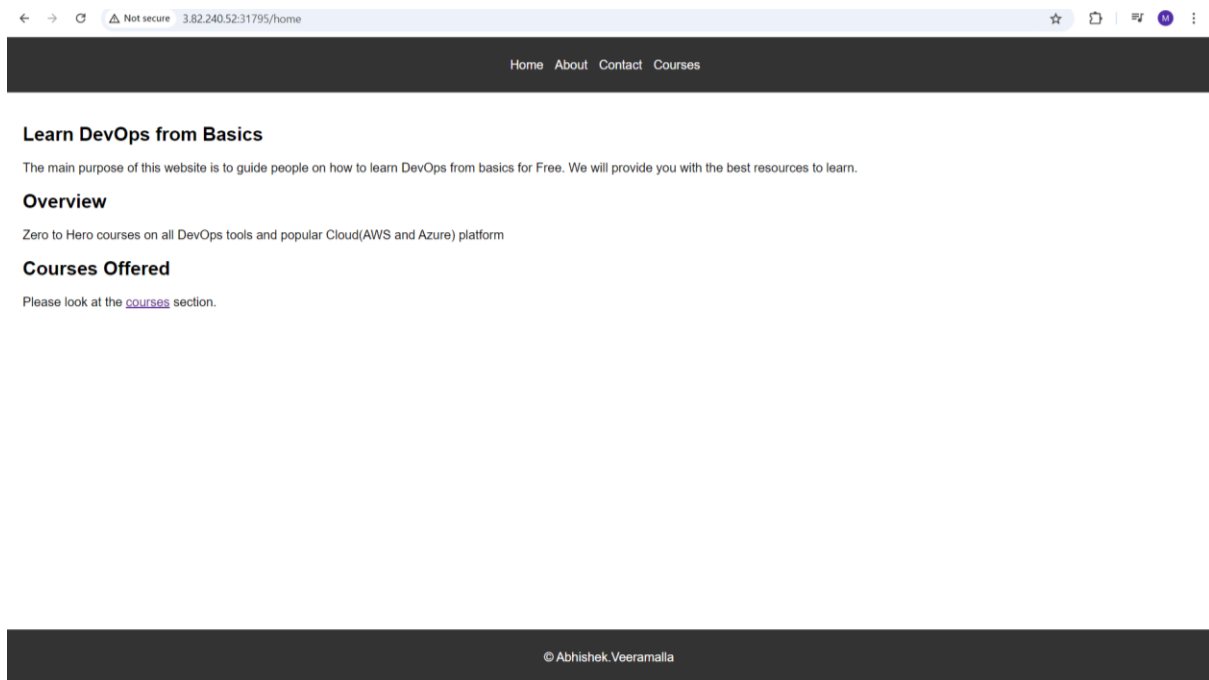 Not secure 3.82.240.52:31795/home M
Home About Contact Courses
Learn DevOps from Basics
The main purpose of this website is to guide people on how to learn DevOps from basics for Free. We will provide you with the best resources to learn.
Overview
Zero to Hero courses on all DevOps tools and popular Cloud(AWS and Azure) platform
Courses Offered
Please look at the courses section.
© Abhishek.Veeramalla